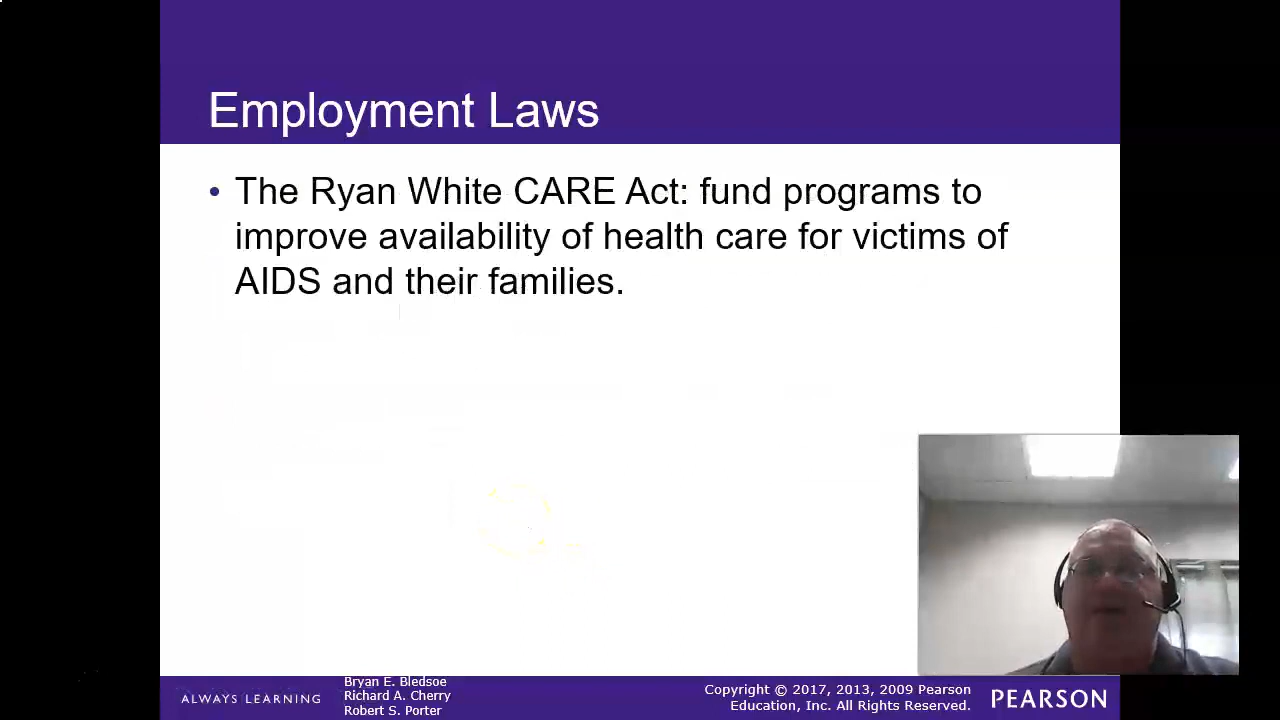 Employment Laws
• The Ryan White CARE Act: fund programs to
improve availability of health care for victims of
AIDS and their families.
ALWAYS LEARNING
Bryan E. Bledsoe
Richard A. Cherry
Robert S. Porter
Copyright © 2017, 2013, 2009 Pearson
Education, Inc. All Rights Reserved.
PEARSON